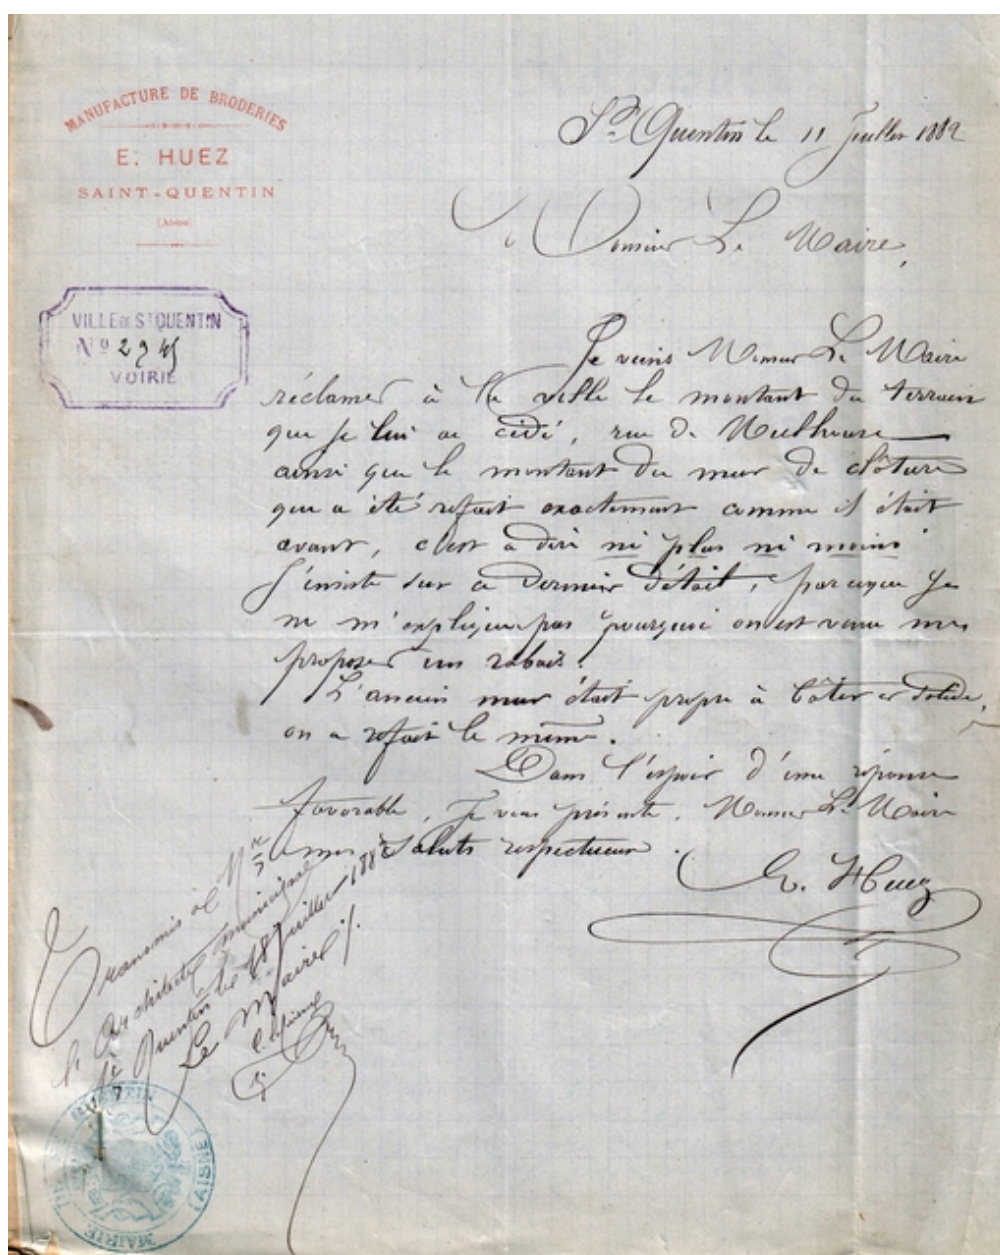 MANUFACTURE DE BRODERIES
E. HUEZ
SAINT-QUENTIN
(Aisne)
St Quentin le 11 Juillet 1882
Monsieur Le Maire,
VILLE DE St QUENTIN
No 2945
VOIRIE
Je viens Monsieur Le Maire
réclamer à la ville le montant du terrain
que je lui ai cédé, rue de Mulhouse
ainsi que le montant du mur de clôture
qui a été refait exactement comme il était
avant, c'est à dire ni plus ni moins
J'insiste sur ce dernier détail, parceque je
ne m'explique pas pourquoi on est venu me
proposer un rabais.
L'ancien mur était propre à bâtir et solide,
on a refait le même.
Dans l'espoir d'une réponse
favorable, je vous présente, Monsieur Le Maire
mes saluts respectueux.
E. Huez
Transmis à Mr
l'Architecte municipal
St Quentin le 18 Juillet 1882
Le Maire
MAIRIE QUENTIN (AISNE)